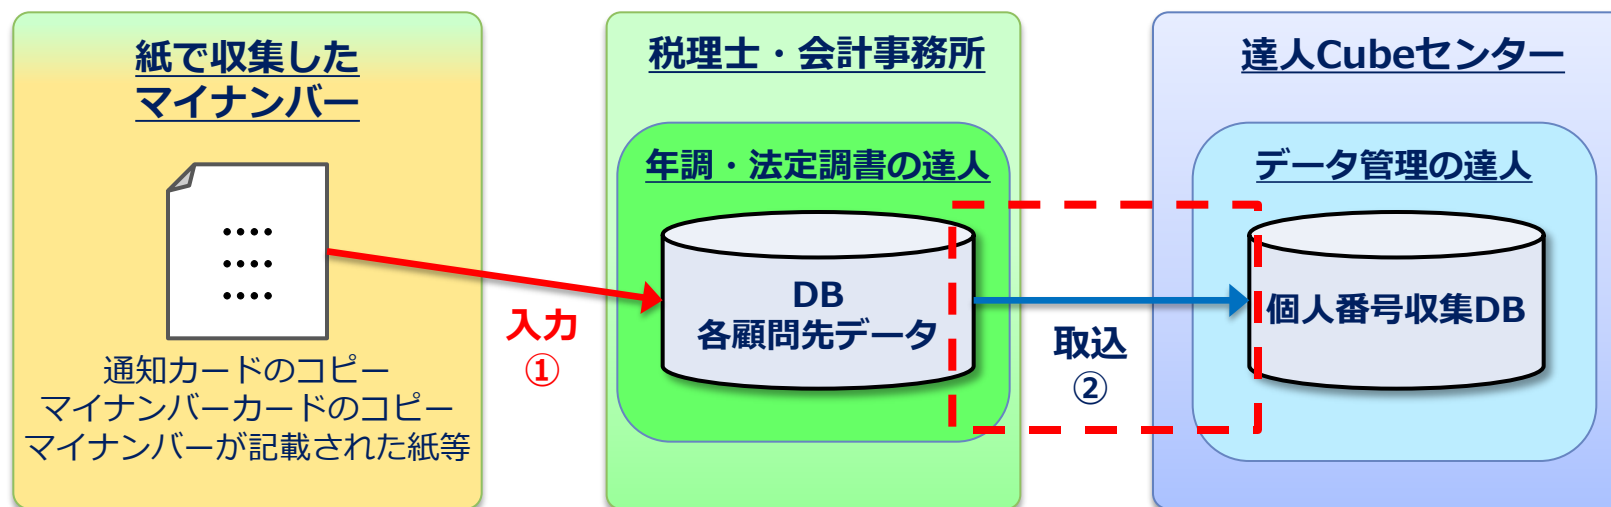 紙で収集した
マイナンバー
••••
••••
••••
通知カードのコピー
マイナンバーカードのコピー
マイナンバーが記載された紙等
入力
①
税理士・会計事務所
年調・法定調書の達人
DB
各顧問先データ
取込
②
達人Cubeセンター
データ管理の達人
個人番号収集DB